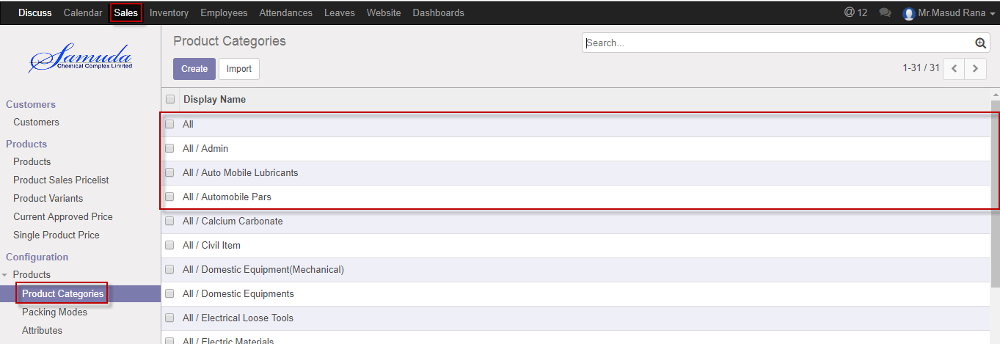 Discuss Calendar Sales Inventory Employees Attendances Leaves Website Dashboards @ 12 Mr.Masud Rana
Samuda
Chemical Complex Limited
Customers
Customers
Products
Products
Product Sales Pricelist
Product Variants
Current Approved Price
Single Product Price
Configuration
Products
Product Categories
Packing Modes
Attributes
Product Categories
Search...
Create Import
1-31 / 31
Display Name
All
All / Admin
All / Auto Mobile Lubricants
All / Automobile Pars
All / Calcium Carbonate
All / Civil Item
All / Domestic Equipment(Mechanical)
All / Domestic Equipments
All / Electrical Loose Tools
All / Electric Materials